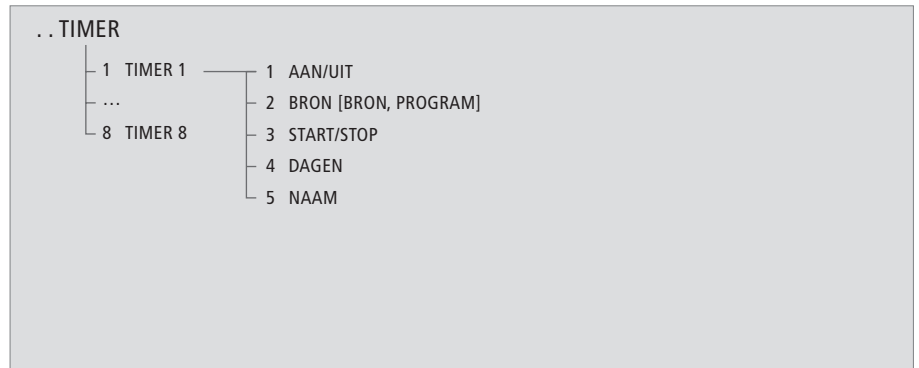 . . TIMER
1 TIMER 1
...
8 TIMER 8
1 AAN/UIT
2 BRON [BRON, PROGRAM]
3 START/STOP
4 DAGEN
5 NAAM